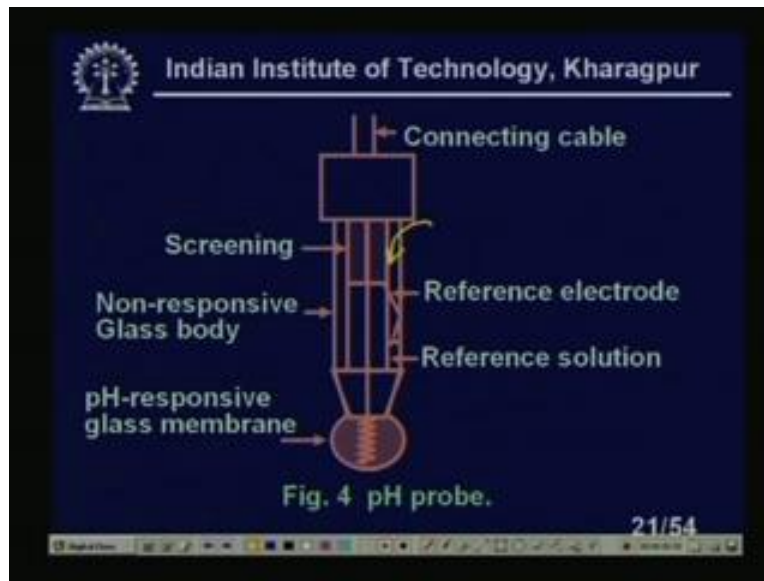 Indian Institute of Technology, Kharagpur
Connecting cable
Screening
Non-responsive
Glass body
Reference electrode
Reference solution
pH-responsive
glass membrane
Fig. 4 pH probe.
21/54